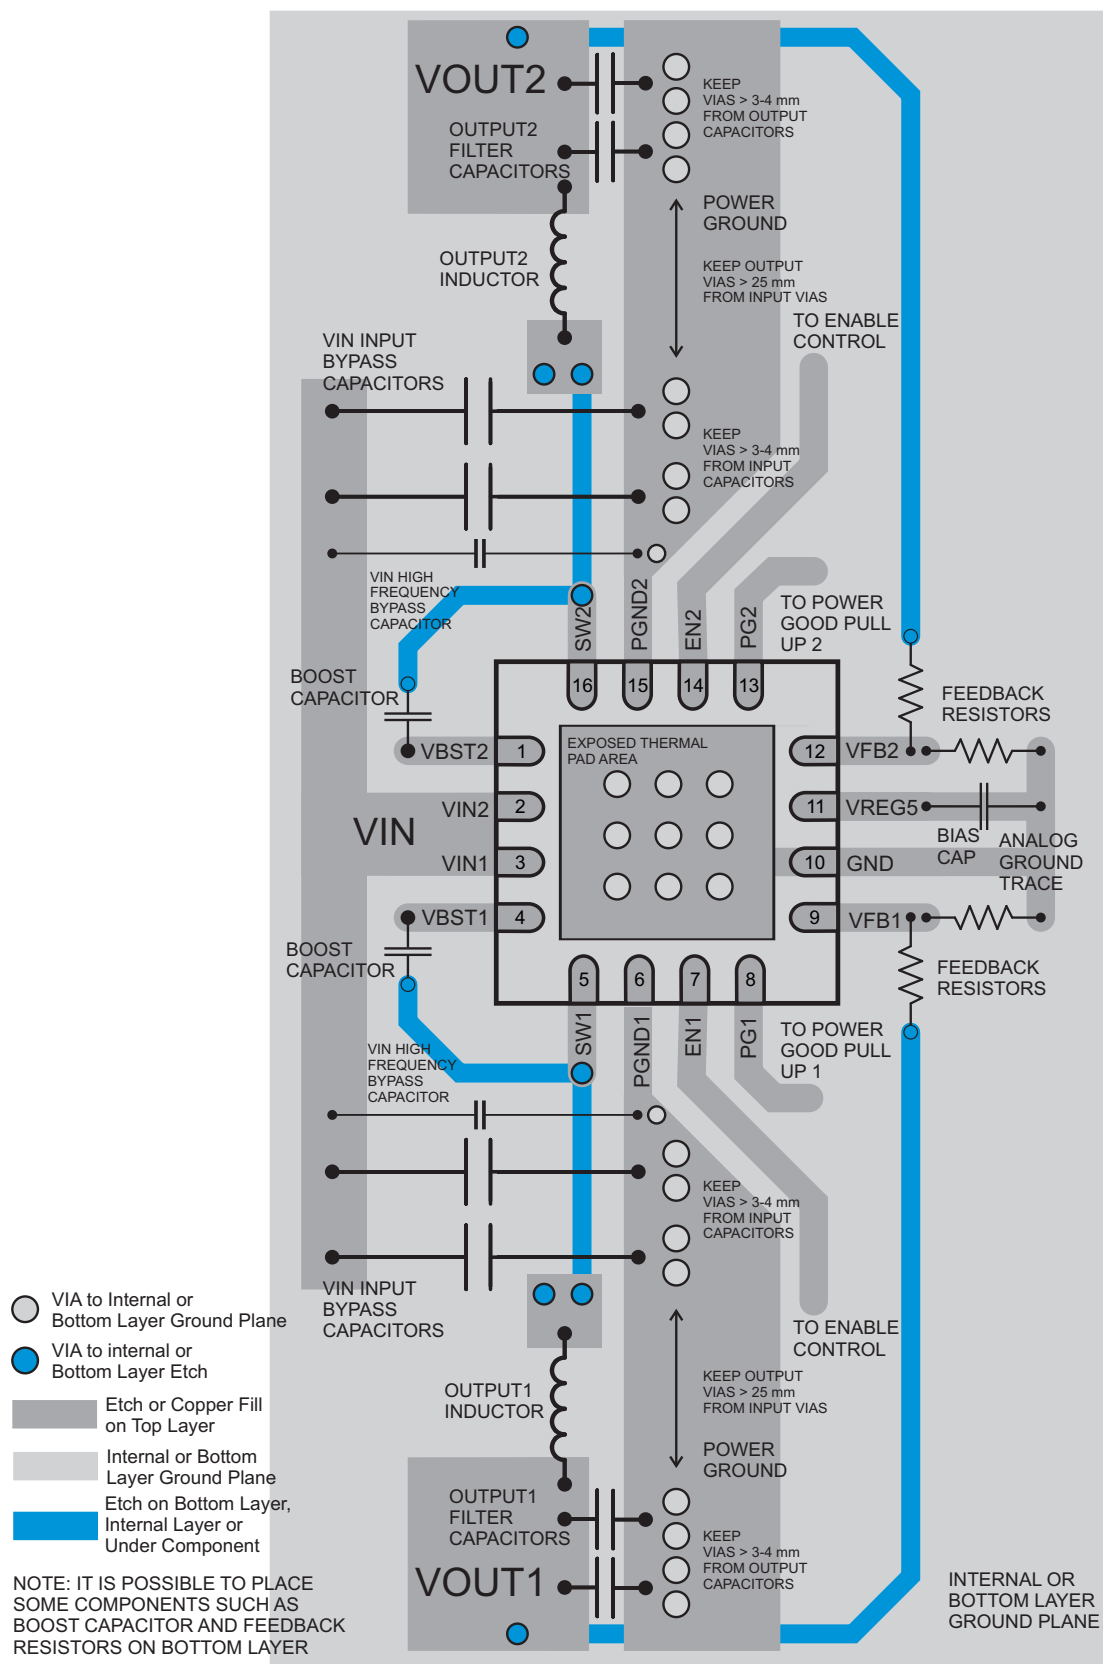 VOUT2
OUTPUT2
FILTER
CAPACITORS
KEEP
VIAS > 3-4 mm
FROM OUTPUT
CAPACITORS
POWER
GROUND
OUTPUT2
INDUCTOR
KEEP OUTPUT
VIAS > 25 mm
FROM INPUT VIAS
TO ENABLE
CONTROL
VIN INPUT
BYPASS
CAPACITORS
KEEP
VIAS > 3-4 mm
FROM INPUT
CAPACITORS
VIN HIGH
FREQUENCY
BYPASS
CAPACITOR
SW2
PGND2
EN2
PG2
TO POWER
GOOD PULL
UP 2
BOOST
CAPACITOR
16
15
14
13
FEEDBACK
RESISTORS
VBST2
1
EXPOSED THERMAL
PAD AREA
12
VFB2
VIN2
2
11
VREG5
VIN
BIAS
CAP
ANALOG
GROUND
TRACE
VIN1
3
10
GND
VBST1
4
9
VFB1
BOOST
CAPACITOR
5
6
7
8
FEEDBACK
RESISTORS
SW1
PGND1
EN1
PG1
TO POWER
GOOD PULL
UP 1
VIN HIGH
FREQUENCY
BYPASS
CAPACITOR
KEEP
VIAS > 3-4 mm
FROM INPUT
CAPACITORS
VIN INPUT
BYPASS
CAPACITORS
TO ENABLE
CONTROL
OUTPUT1
INDUCTOR
KEEP OUTPUT
VIAS > 25 mm
FROM INPUT VIAS
POWER
GROUND
OUTPUT1
FILTER
CAPACITORS
KEEP
VIAS > 3-4 mm
FROM OUTPUT
CAPACITORS
VOUT1
INTERNAL OR
BOTTOM LAYER
GROUND PLANE
VIA to Internal or
Bottom Layer Ground Plane
VIA to internal or
Bottom Layer Etch
Etch or Copper Fill
on Top Layer
Internal or Bottom
Layer Ground Plane
Etch on Bottom Layer,
Internal Layer or
Under Component
NOTE: IT IS POSSIBLE TO PLACE
SOME COMPONENTS SUCH AS
BOOST CAPACITOR AND FEEDBACK
RESISTORS ON BOTTOM LAYER